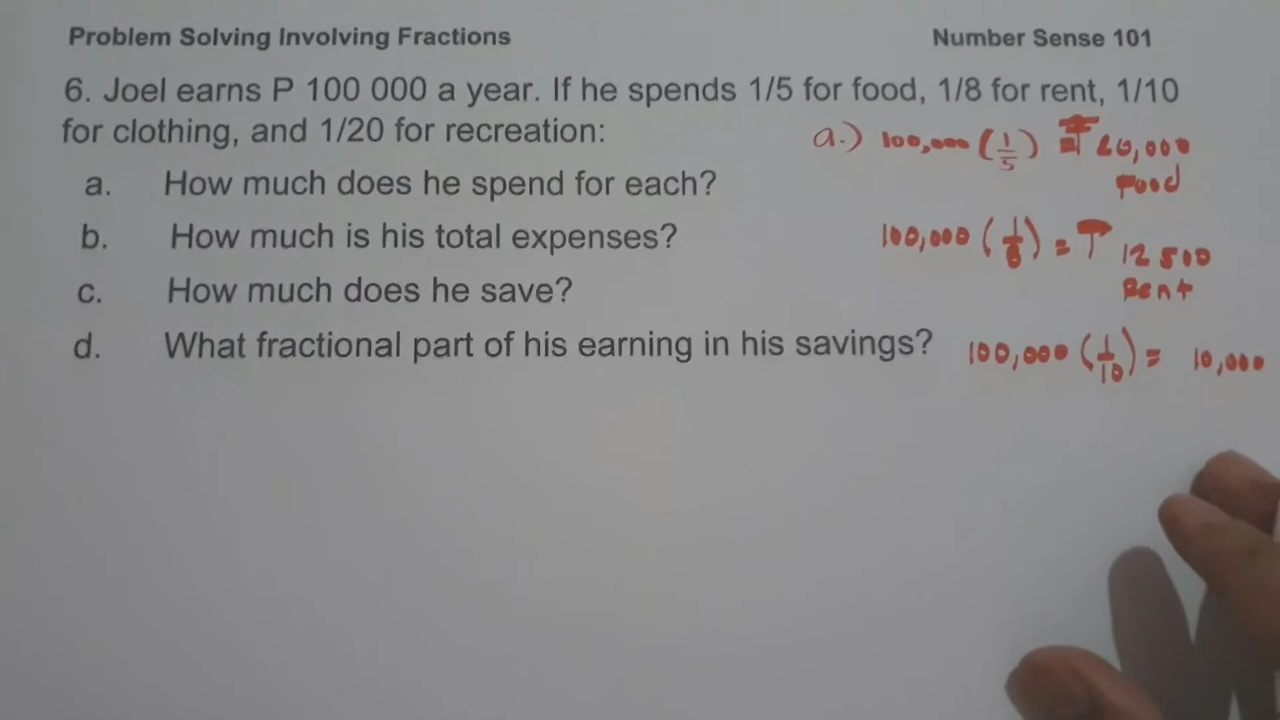 Problem Solving Involving Fractions Number Sense 101
6. Joel earns P 100 000 a year. If he spends 1/5 for food, 1/8 for rent, 1/10
for clothing, and 1/20 for recreation:
a.) 100,000 (1/5) = ₱ 20,000
Food
a. How much does he spend for each?
b. How much is his total expenses?
100,000 (1/8) = ₱ 12 500
Rent
c. How much does he save?
d. What fractional part of his earning in his savings?
100,000 (1/10) = 10,000